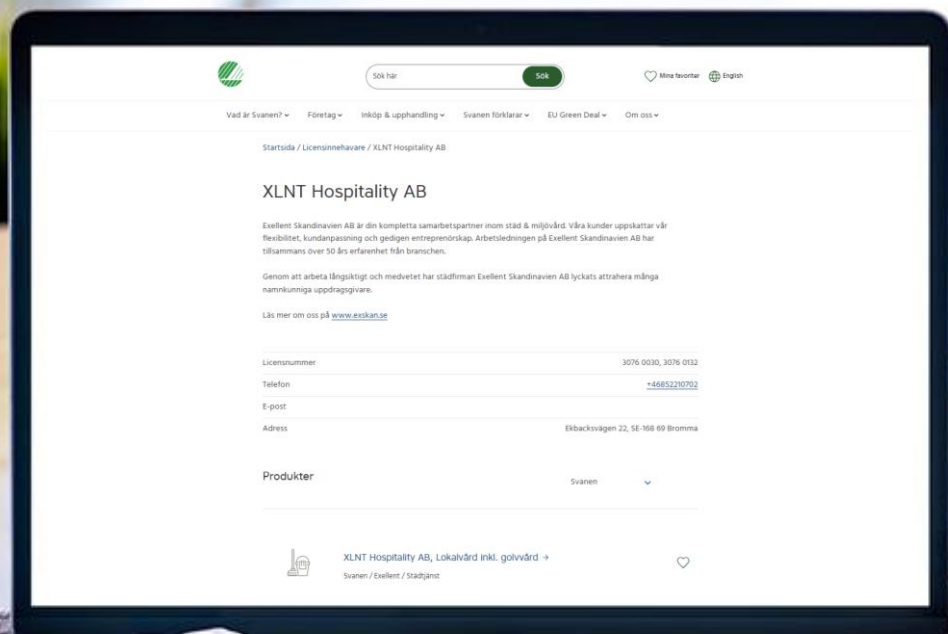 Sök här
Sök
Mina favoriter
English
Vad är Svanen?
Företag
Inköp & upphandling
Svanen förklarar
EU Green Deal
Om oss
Startsida / Licensinnehavare / XLNT Hospitality AB
XLNT Hospitality AB
Exellent Skandinavien AB är din kompletta samarbetspartner inom städ & miljövård. Våra kunder uppskattar vår
flexibilitet, kundanpassning och gedigen entreprenörskap. Arbetsledningen på Exellent Skandinavien AB har
tillsammans över 50 års erfarenhet från branschen.
Genom att arbeta långsiktigt och medvetet har städfirman Exellent Skandinavien AB lyckats attrahera många
namnkunniga uppdragsgivare.
Läs mer om oss på www.exskan.se
Licensnummer 3076 0030, 3076 0132
Telefon +46852210702
E-post
Adress Ekbacksvägen 22, SE-168 69 Bromma
Produkter
Svanen
XLNT Hospitality AB, Lokalvård inkl. golvvård →
Svanen / Exellent / Städtjänst